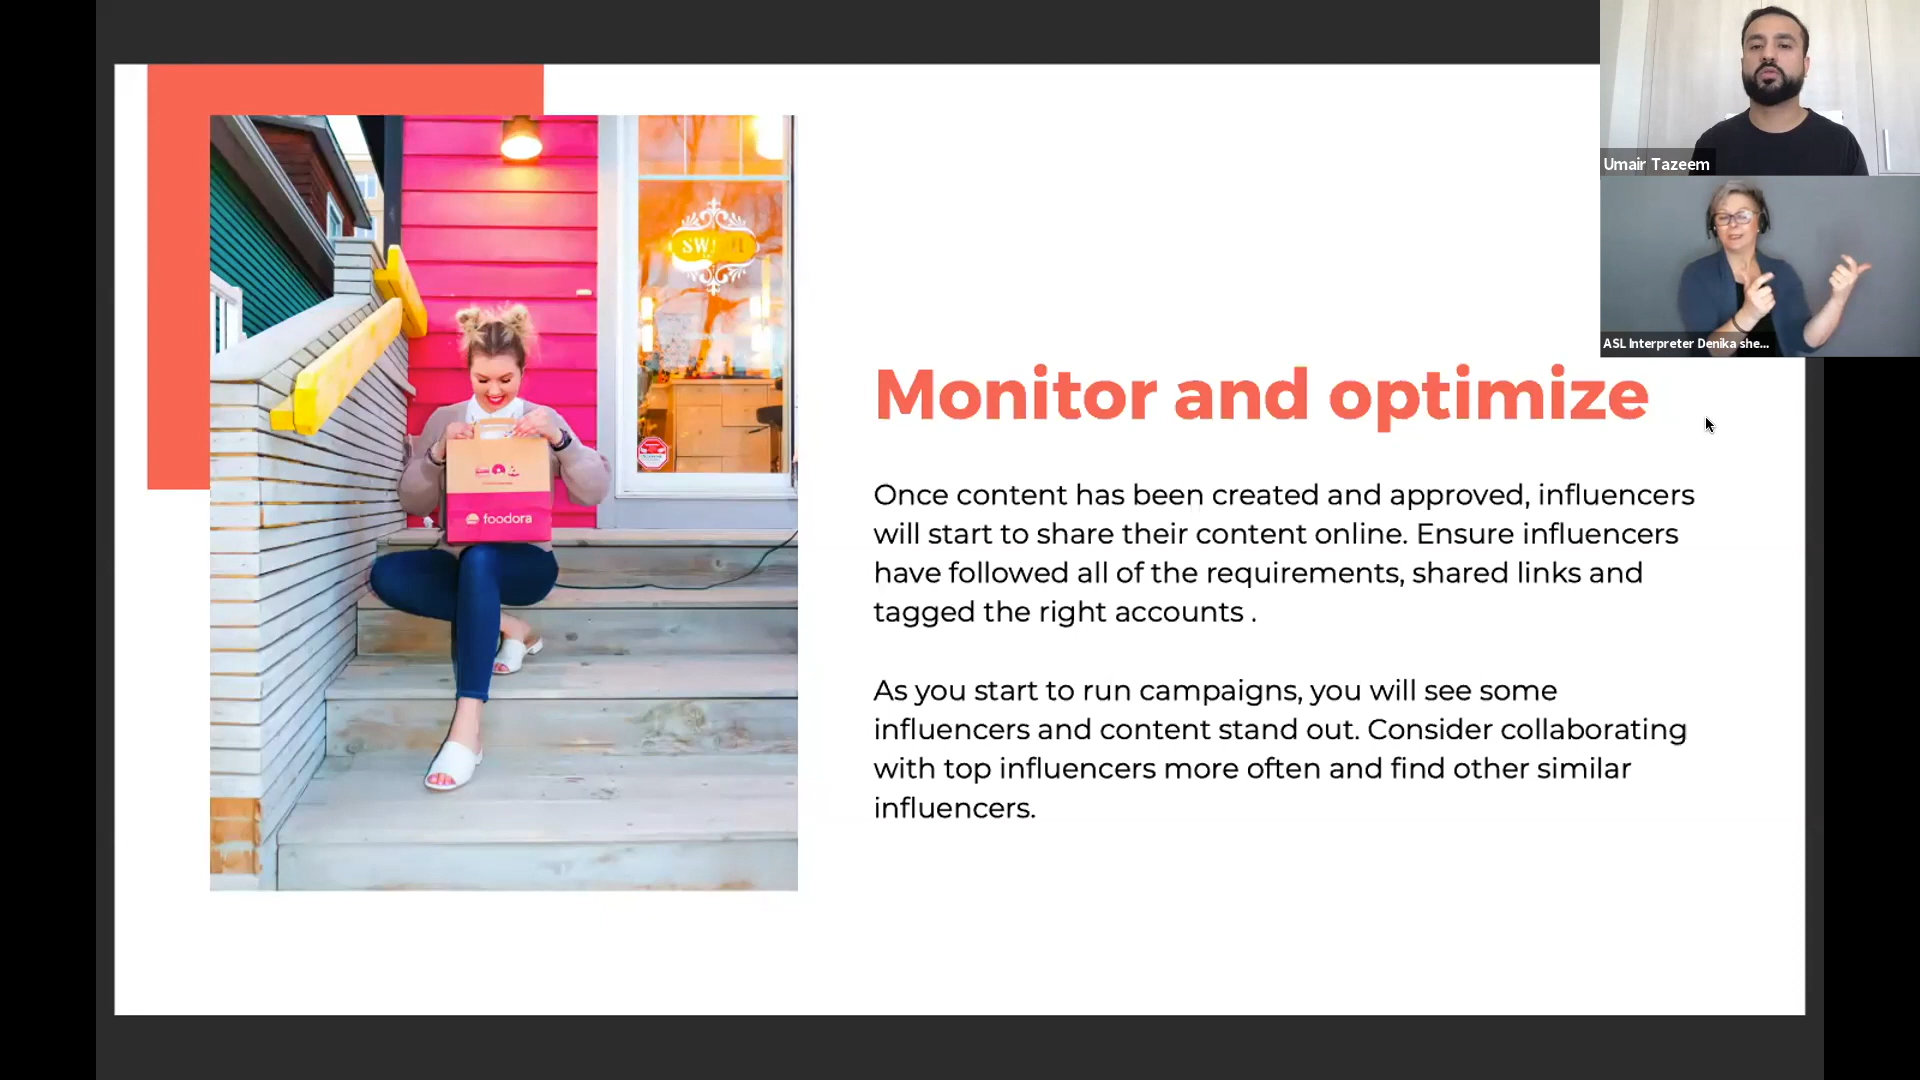 Umair Tazeem
ASL Interpreter Denika she...
foodora
Monitor and optimize
Once content has been created and approved, influencers
will start to share their content online. Ensure influencers
have followed all of the requirements, shared links and
tagged the right accounts .
As you start to run campaigns, you will see some
influencers and content stand out. Consider collaborating
with top influencers more often and find other similar
influencers.